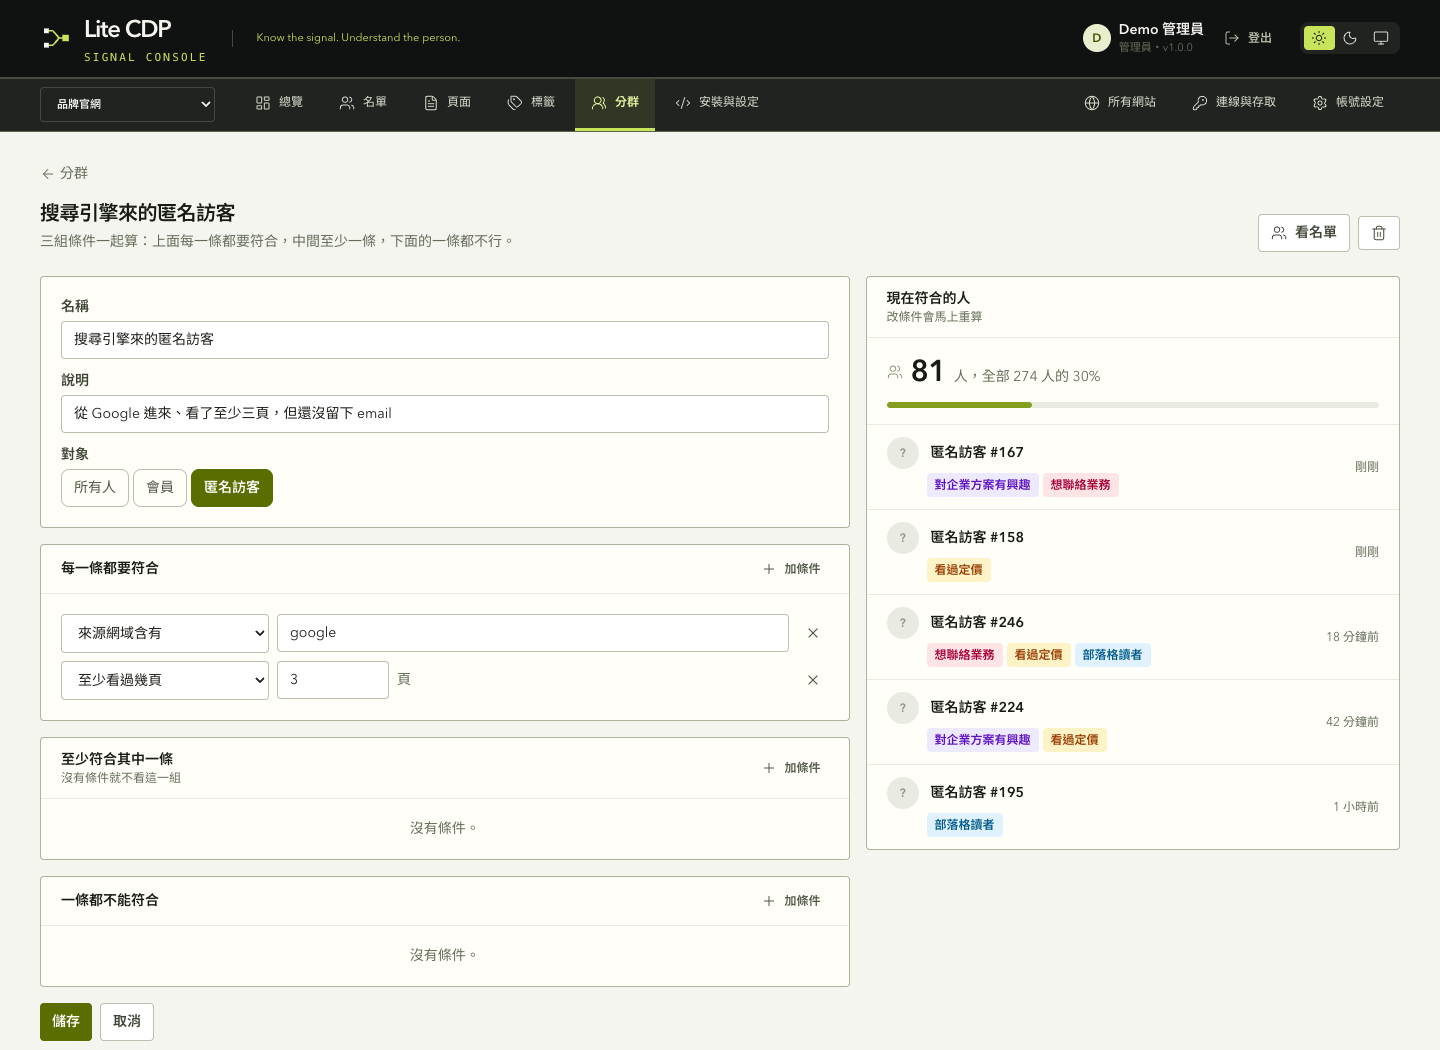 Lite CDP
SIGNAL CONSOLE
Know the signal. Understand the person.
D
Demo 管理員
管理員・v1.0.0
登出
品牌官網
總覽
名單
頁面
標籤
分群
安裝與設定
所有網站
連線與存取
帳號設定
分群
搜尋引擎來的匿名訪客
三組條件一起算：上面每一條都要符合，中間至少一條，下面的一條都不行。
看名單
名稱
搜尋引擎來的匿名訪客
說明
從 Google 進來、看了至少三頁，但還沒留下 email
對象
所有人
會員
匿名訪客
每一條都要符合
加條件
來源網域含有
google
至少看過幾頁
3
頁
至少符合其中一條
沒有條件就不看這一組
加條件
沒有條件。
一條都不能符合
加條件
沒有條件。
儲存
取消
現在符合的人
改條件會馬上重算
81 人，全部 274 人的 30%
?
匿名訪客 #167
剛剛
對企業方案有興趣
想聯絡業務
?
匿名訪客 #158
剛剛
看過定價
?
匿名訪客 #246
18 分鐘前
想聯絡業務
看過定價
部落格讀者
?
匿名訪客 #224
42 分鐘前
對企業方案有興趣
看過定價
?
匿名訪客 #195
1 小時前
部落格讀者